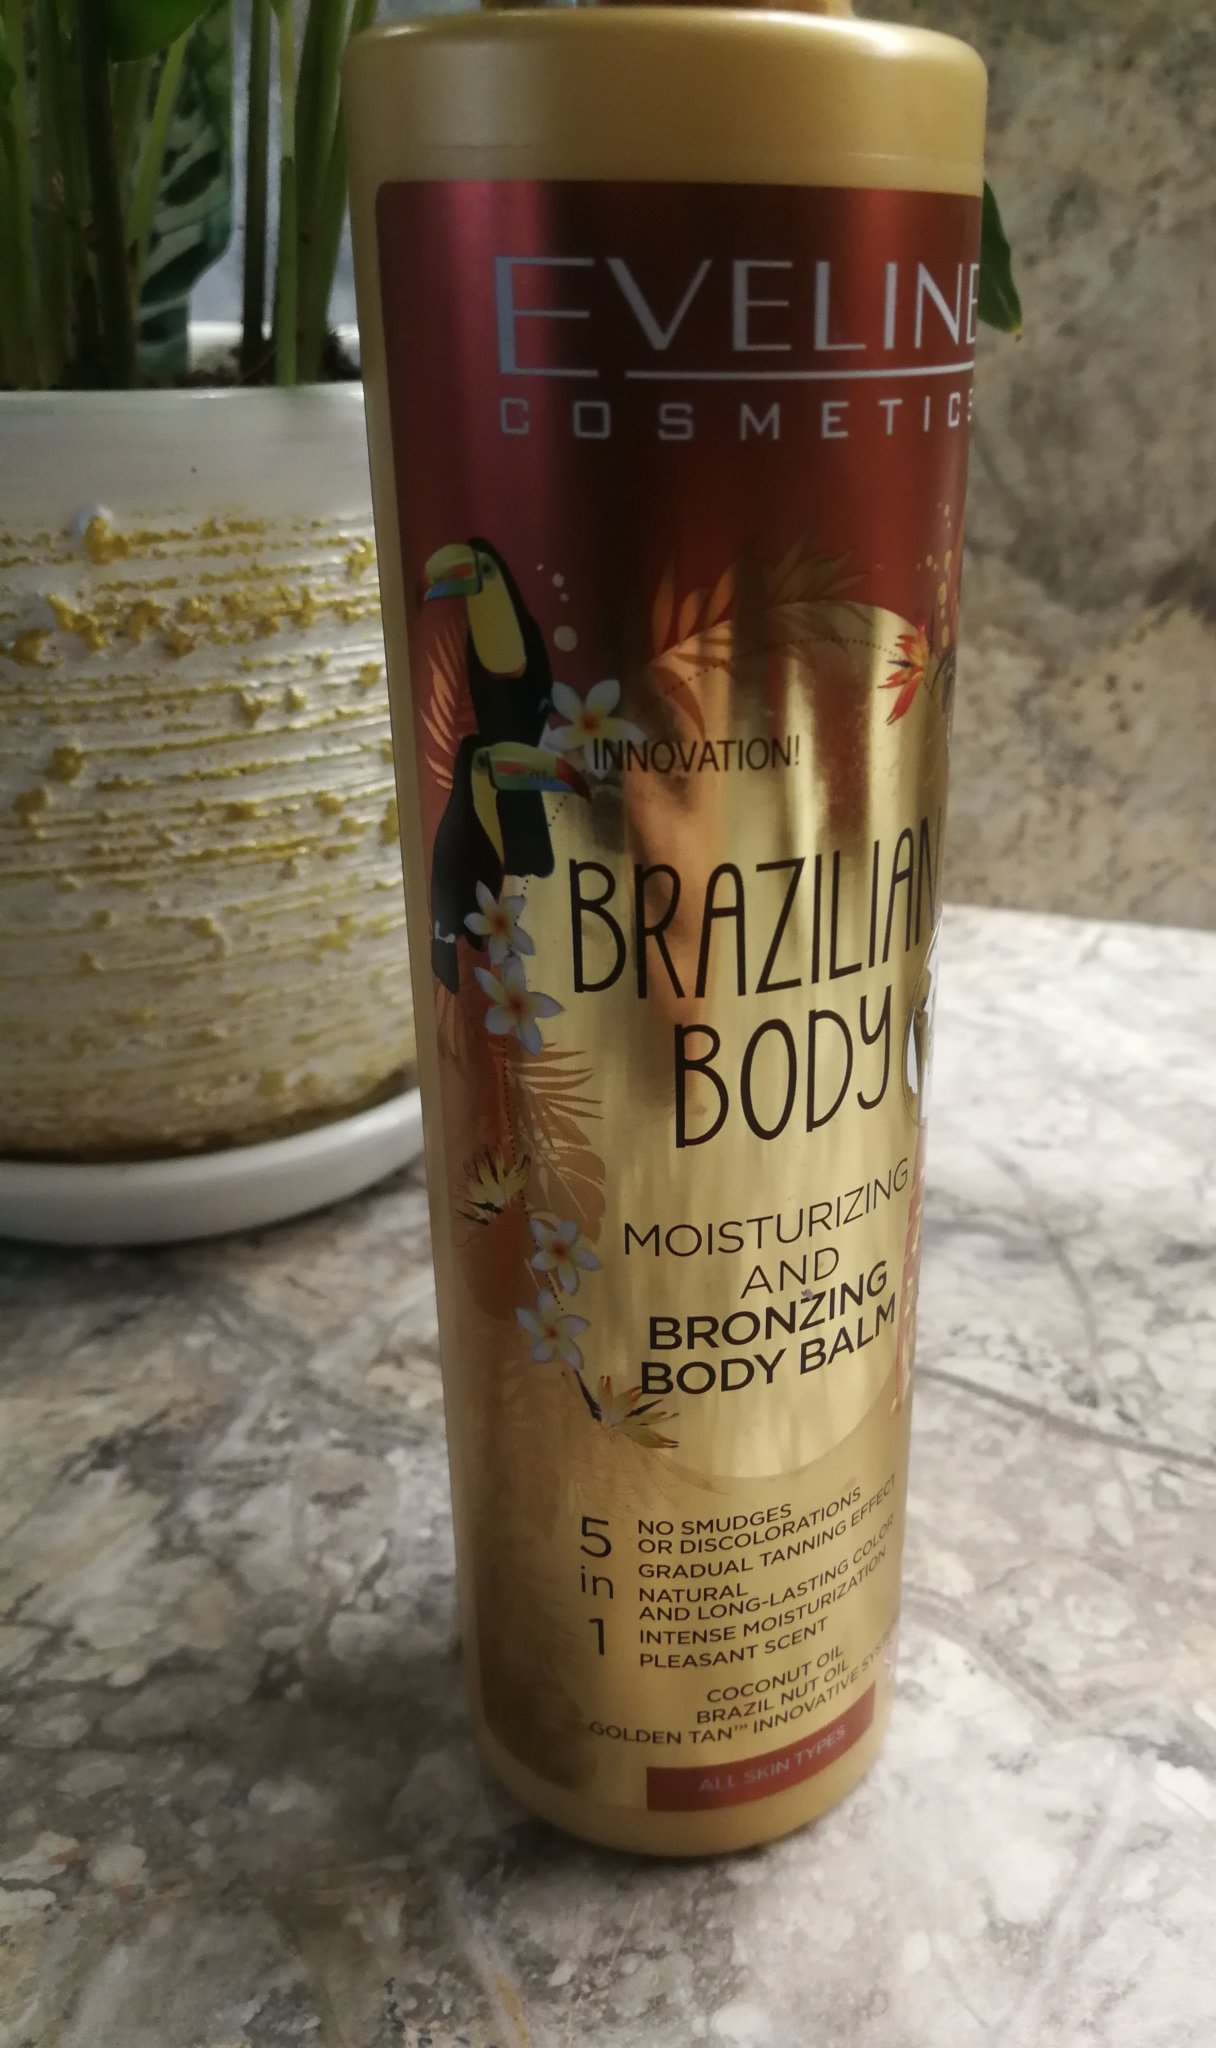 EVELINE
COSMETICS
INNOVATION!
BRAZILIAN
BODY
MOISTURIZING
AND
BRONZING
BODY BALM
5
in
1
NO SMUDGES
OR DISCOLORATIONS
GRADUAL TANNING EFFECT
NATURAL
AND LONG-LASTING COLOR
INTENSE MOISTURIZATION
PLEASANT SCENT
COCONUT OIL
BRAZIL NUT OIL
GOLDEN TAN™ INNOVATIVE
ALL SKIN TYPES